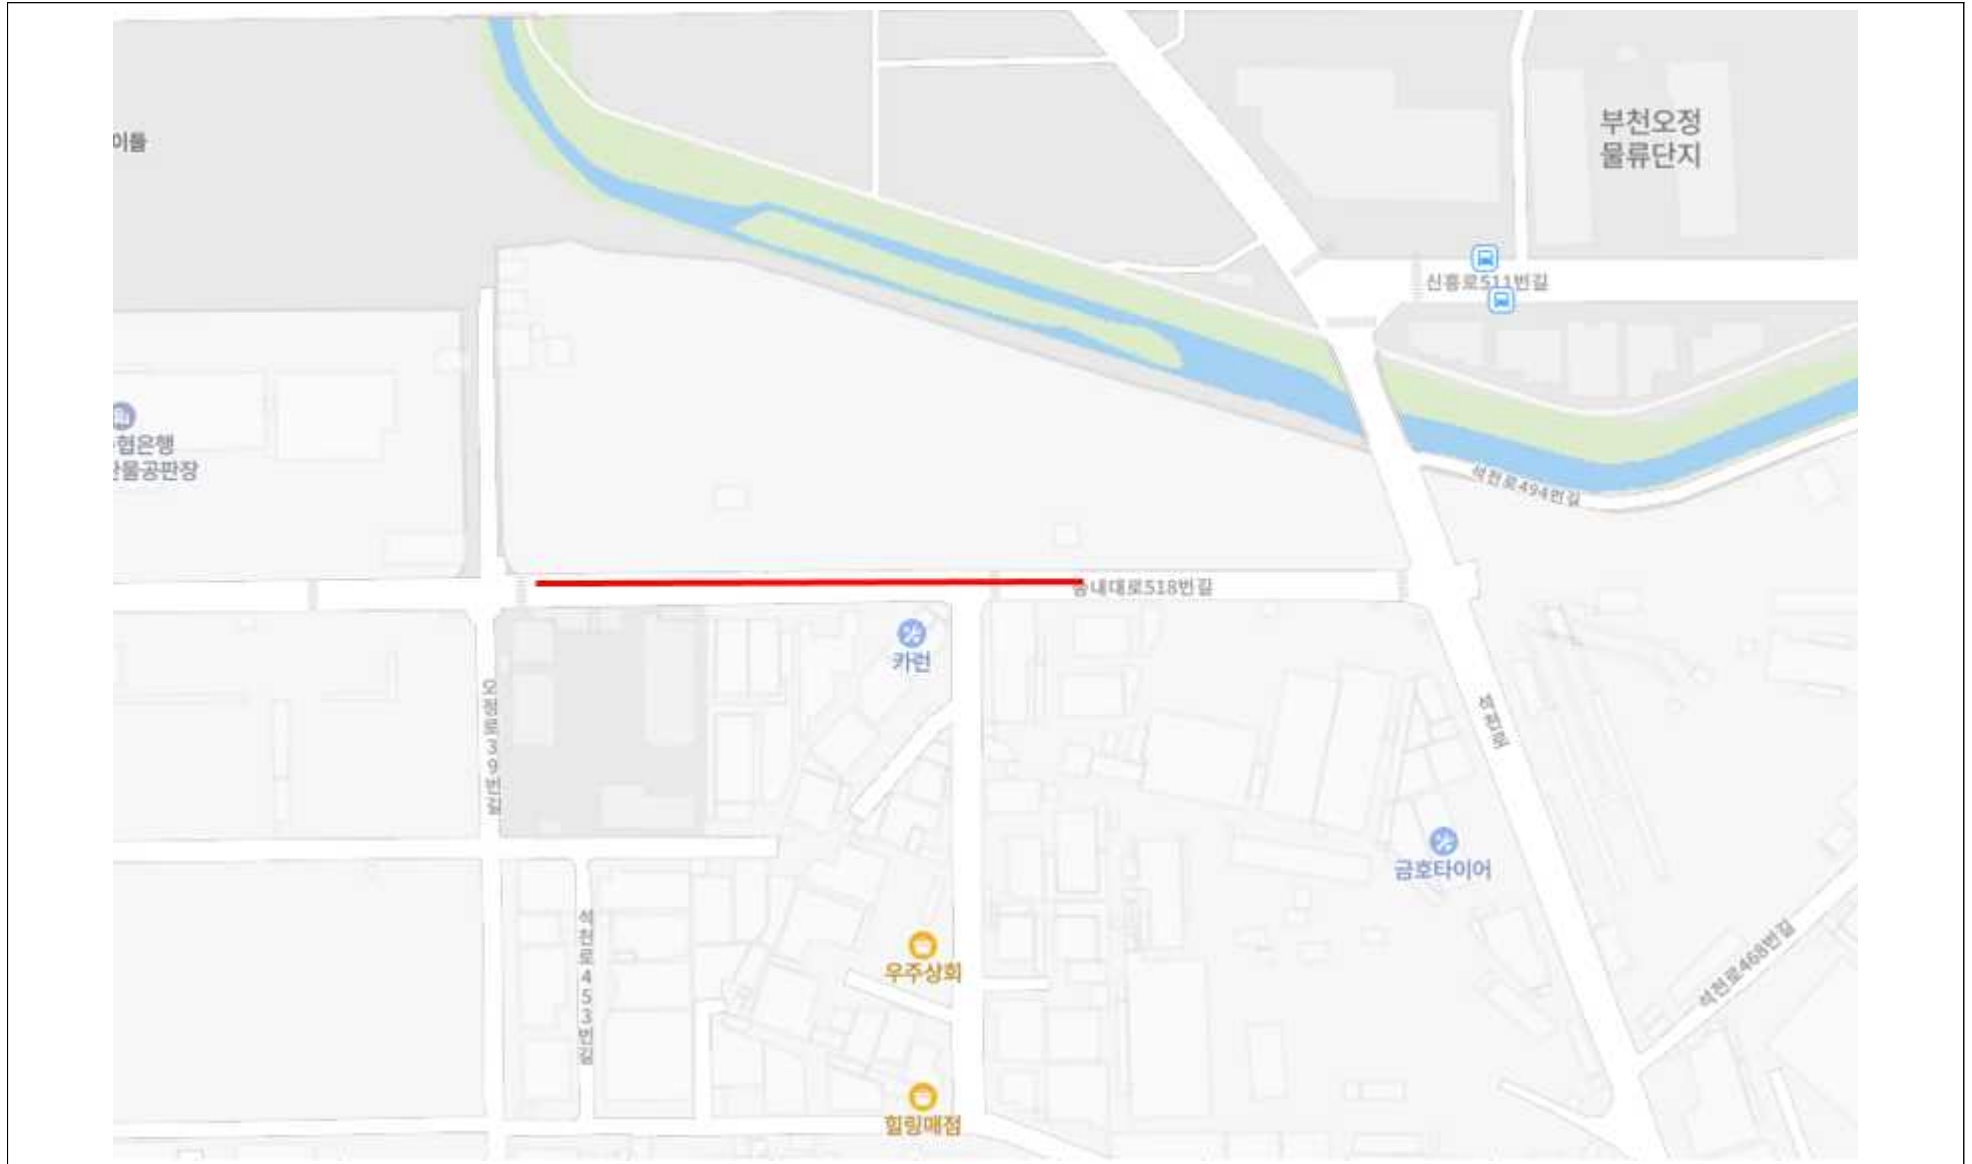 이틀
부천오정
물류단지
신흥로511번길
협은행
물공판장
석천로494번길
송내대로518번길
카런
오정로39번길
석천로
금호타이어
석천로453번길
우주상회
석천로468번길
힐링매점